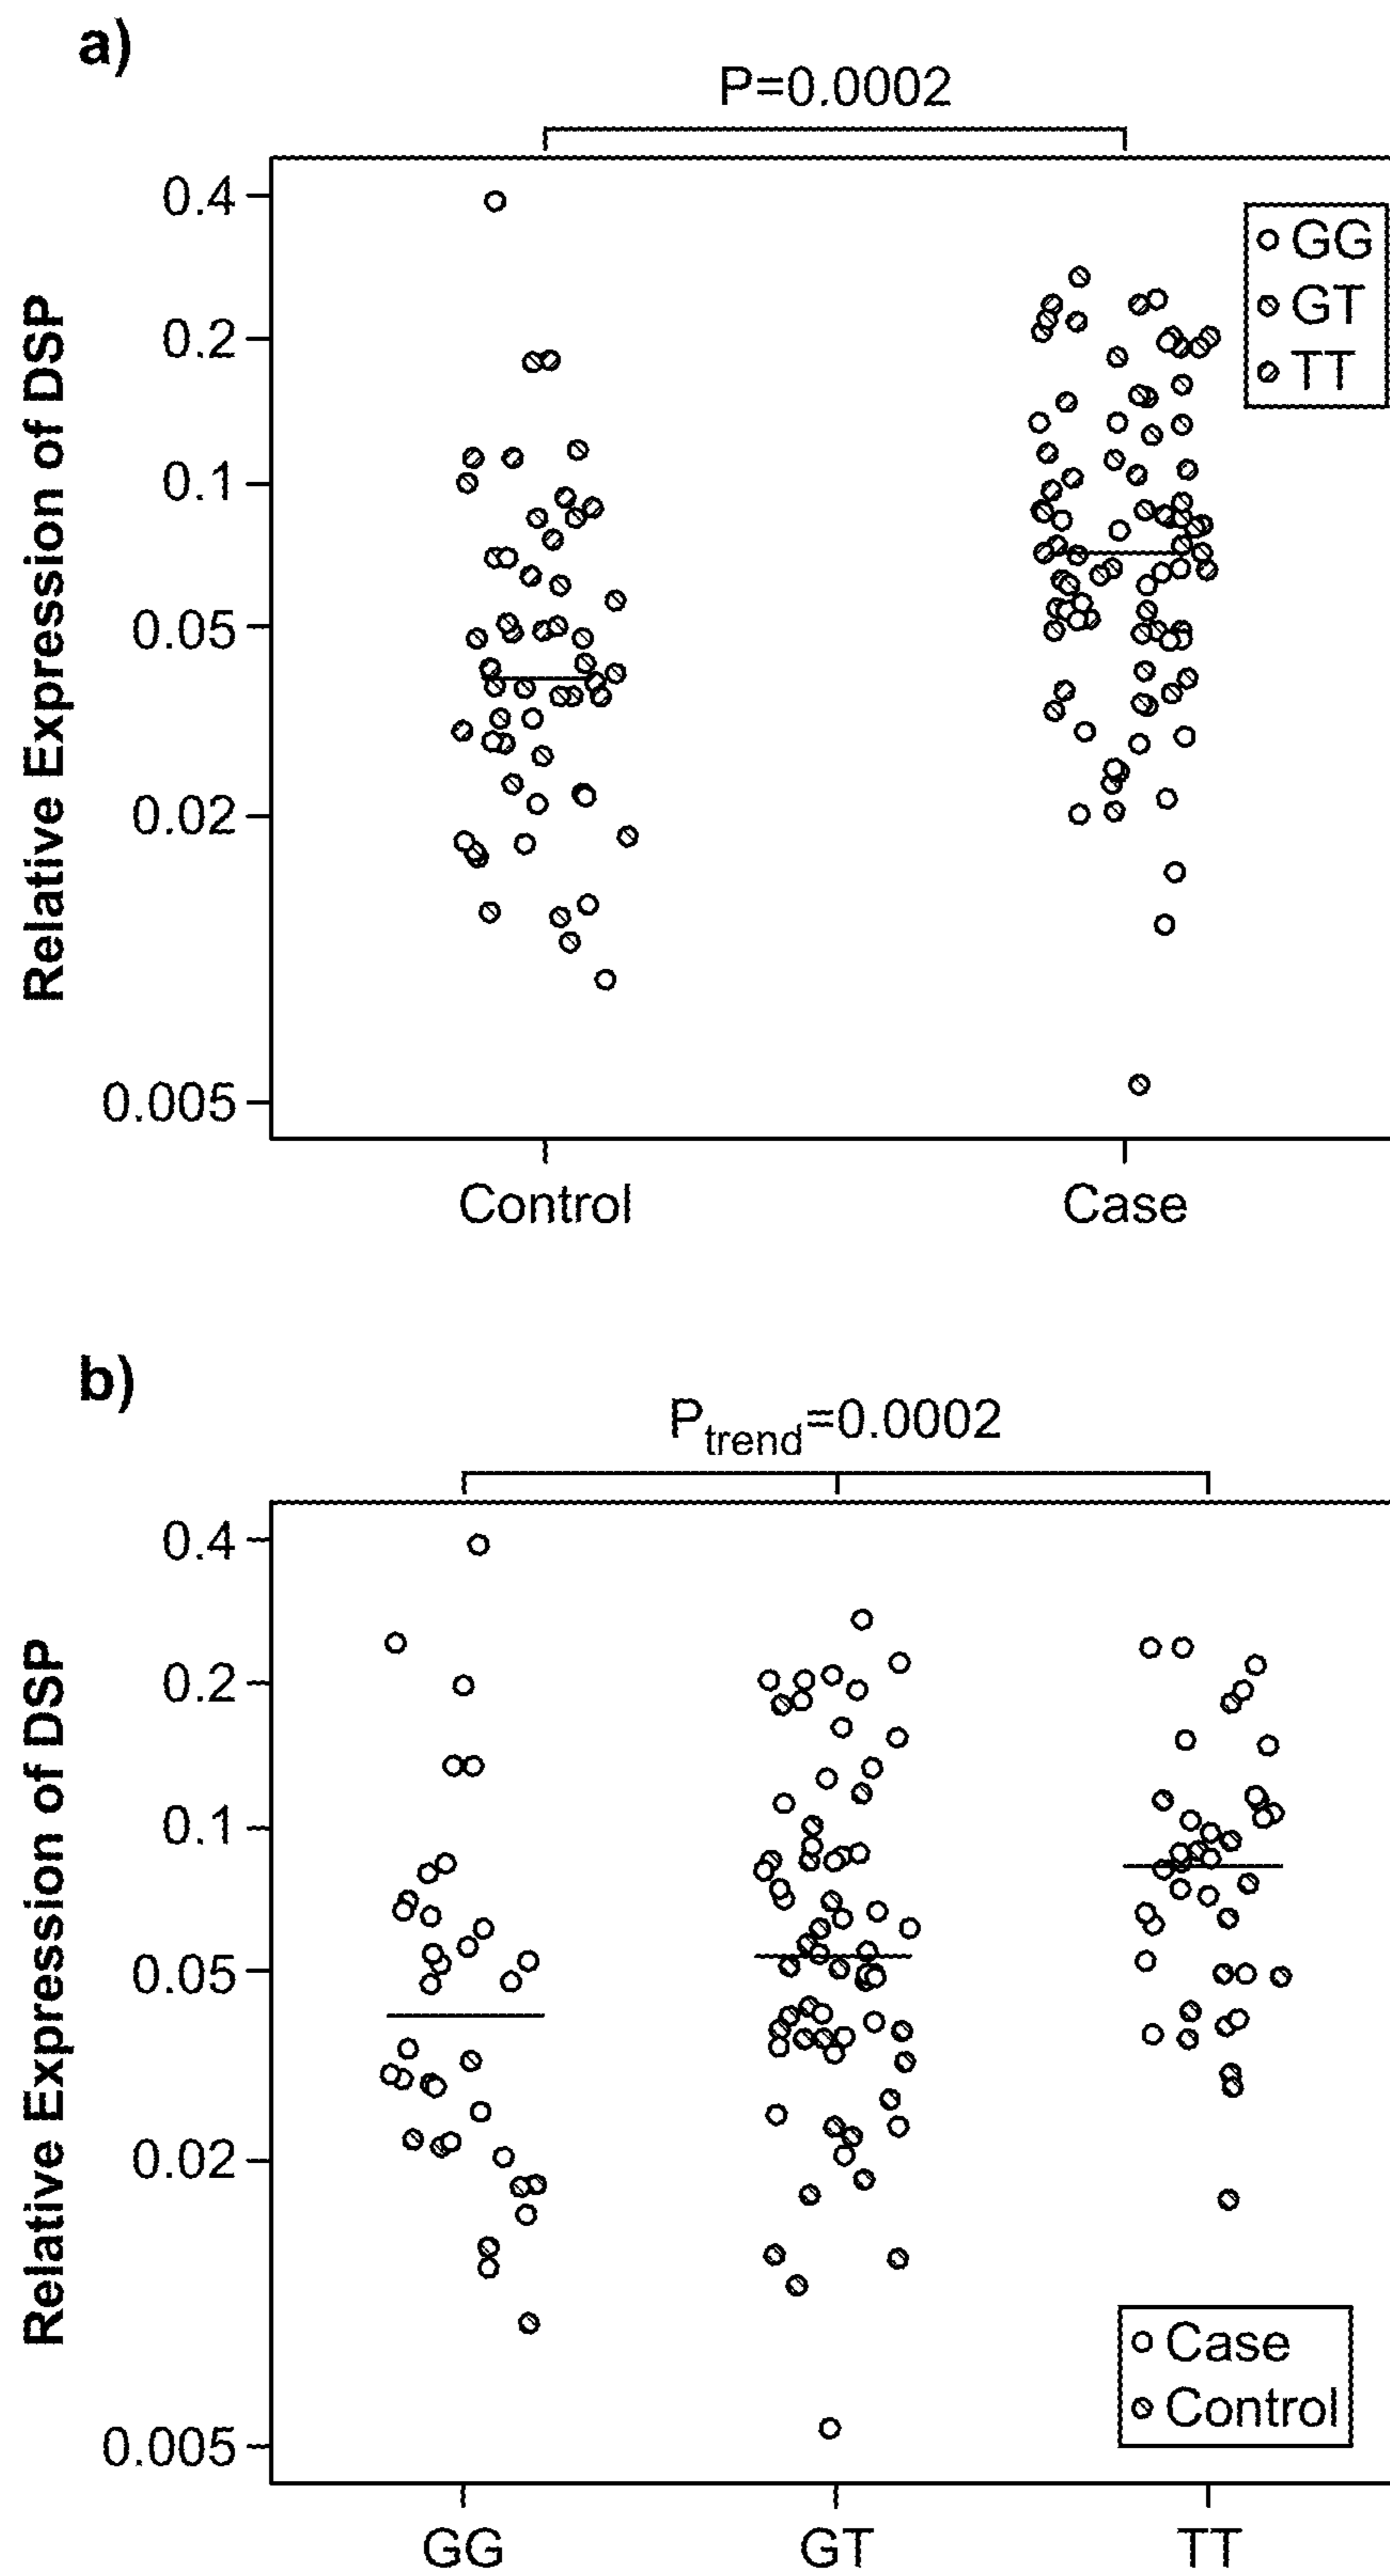 a)
P=0.0002
Relative Expression of DSP
0.4
0.2
0.1
0.05
0.02
0.005
GG
GT
TT
Control
Case
b)
Ptrend=0.0002
Relative Expression of DSP
0.4
0.2
0.1
0.05
0.02
0.005
Case
Control
GG
GT
TT